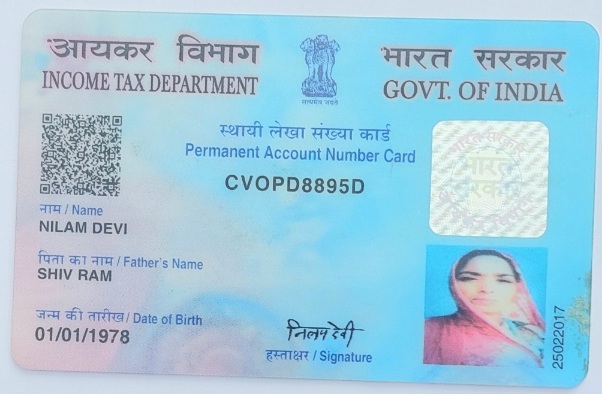 आयकर विभाग
INCOME TAX DEPARTMENT
सत्यमेव जयते
भारत सरकार
GOVT. OF INDIA
स्थायी लेखा संख्या कार्ड
Permanent Account Number Card
CVOPD8895D
नाम / Name
NILAM DEVI
पिता का नाम / Father's Name
SHIV RAM
जन्म की तारीख / Date of Birth
01/01/1978
निलम देवी
हस्ताक्षर / Signature
भारत
सरकार
25022017